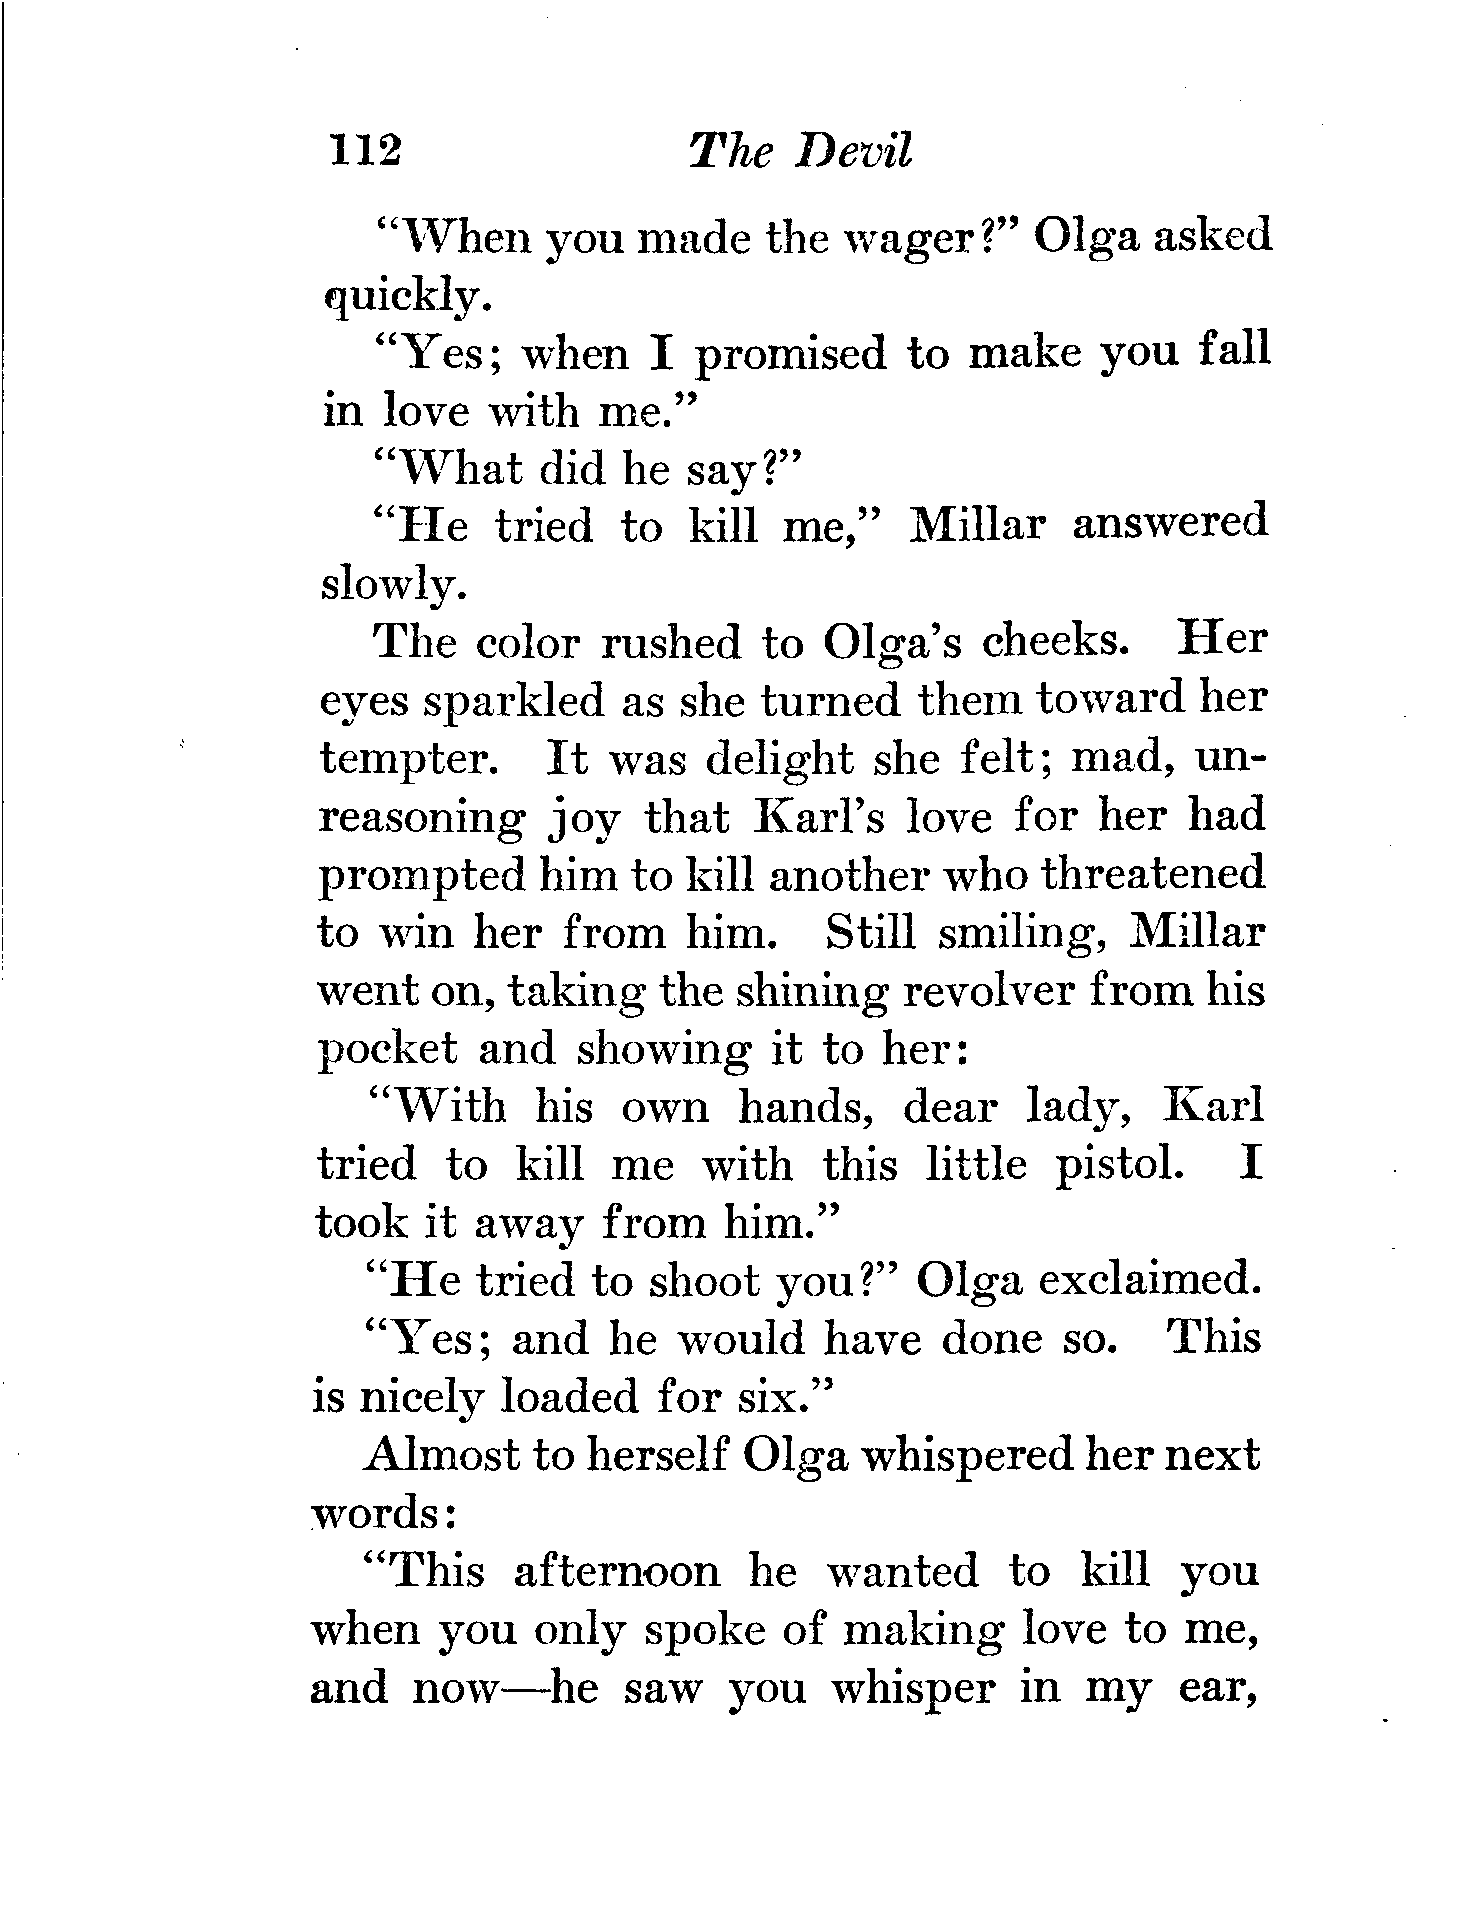 112 The Devil
“When you made the wager?” Olga asked
quickly.
“Yes; when I promised to make you fall
in love with me.”
“What did he say?”
“He tried to kill me,” Millar answered
slowly.
The color rushed to Olga’s cheeks. Her
eyes sparkled as she turned them toward her
tempter. It was delight she felt; mad, un-
reasoning joy that Karl’s love for her had
prompted him to kill another who threatened
to win her from him. Still smiling, Millar
went on, taking the shining revolver from his
pocket and showing it to her:
“With his own hands, dear lady, Karl
tried to kill me with this little pistol. I
took it away from him.”
“He tried to shoot you?” Olga exclaimed.
“Yes; and he would have done so. This
is nicely loaded for six.”
Almost to herself Olga whispered her next
words:
“This afternoon he wanted to kill you
when you only spoke of making love to me,
and now—he saw you whisper in my ear,